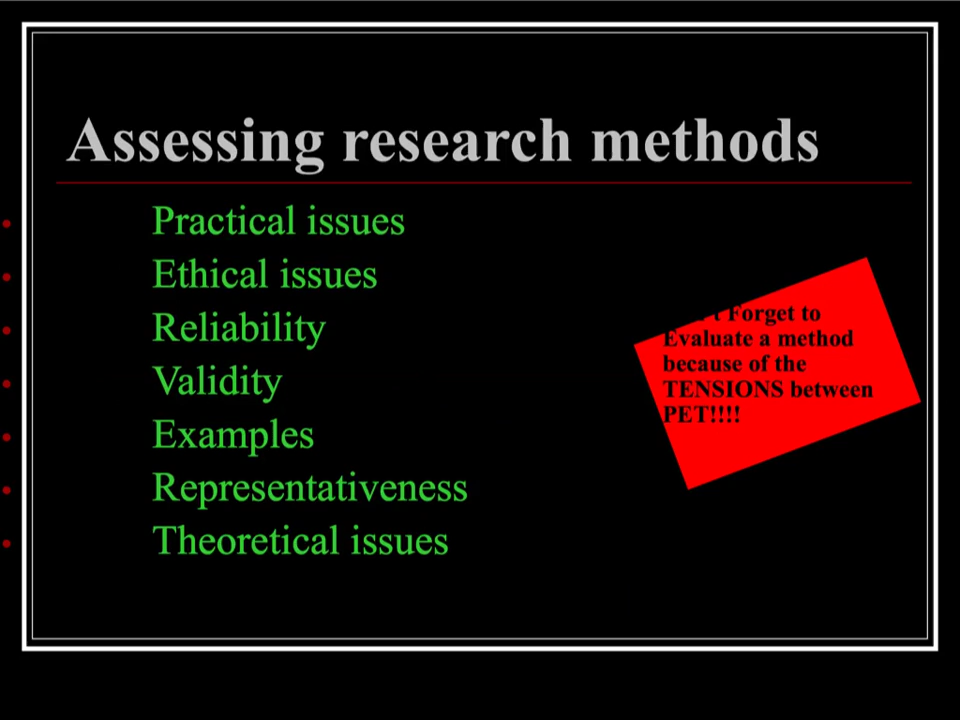 Assessing research methods
Practical issues
Ethical issues
Reliability
Validity
Examples
Representativeness
Theoretical issues
Forget to
Evaluate a method
because of the
TENSIONS between
PET!!!!